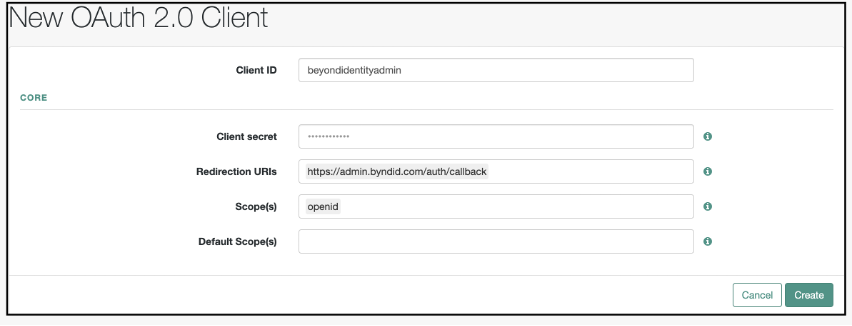 New OAuth 2.0 Client
Client ID beyondidentityadmin
CORE
Client secret ••••••••••••
Redirection URIs https://admin.byndid.com/auth/callback
Scope(s) openid
Default Scope(s)
Cancel Create